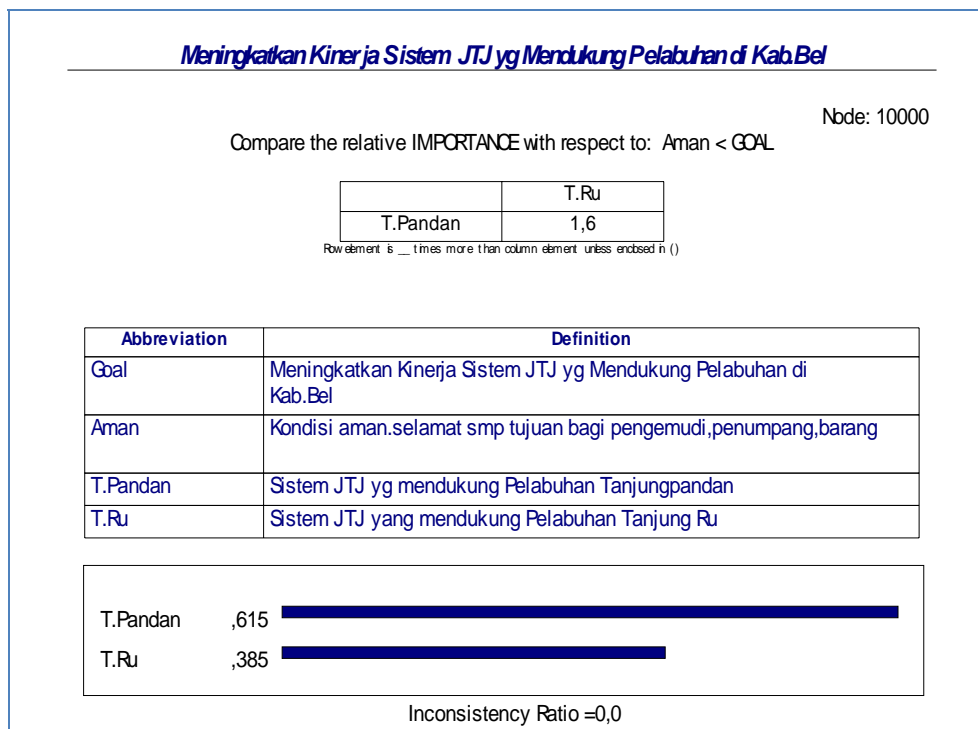 Meningkatkan Kinerja Sistem JTJ yg Mendukung Pelabuhan di Kab.Bel
Node: 10000
Compare the relative IMPORTANCE with respect to: Aman < GOAL
T.Ru
T.Pandan 1,6
Row element is __ times more than column element unless enclosed in ()
Abbreviation Definition
Goal Meningkatkan Kinerja Sistem JTJ yg Mendukung Pelabuhan di
Kab.Bel
Aman Kondisi aman.selamat smp tujuan bagi pengemudi,penumpang,barang
T.Pandan Sistem JTJ yg mendukung Pelabuhan Tanjungpandan
T.Ru Sistem JTJ yang mendukung Pelabuhan Tanjung Ru
T.Pandan ,615
T.Ru ,385
Inconsistency Ratio =0,0